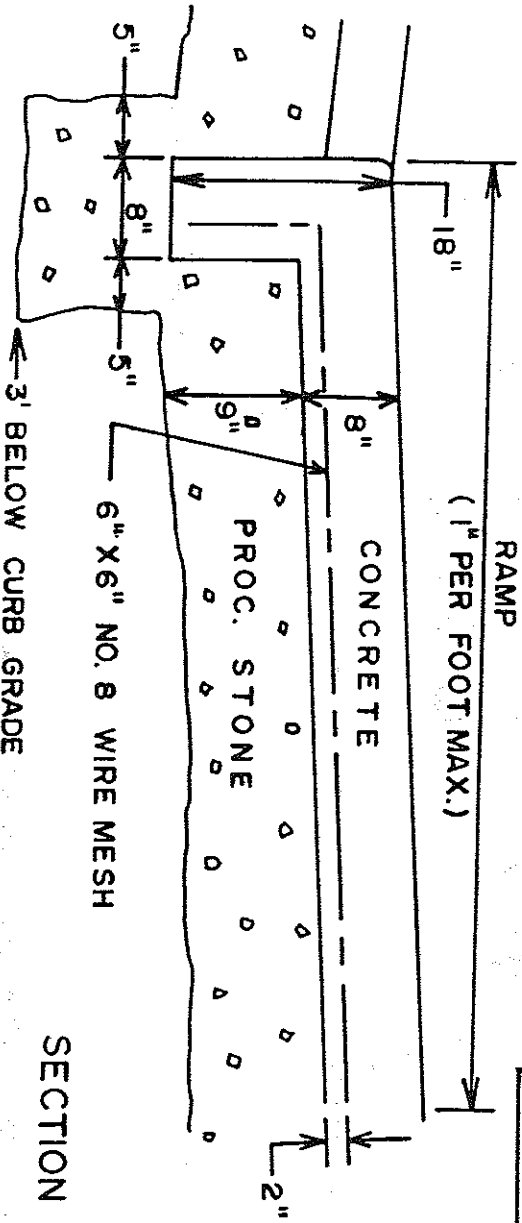 RAMP
(1" PER FOOT MAX.)
18"
CONCRETE
8"
PROC. STONE
9"
5"
8"
5"
2"
6" X 6" NO. 8 WIRE MESH
3' BELOW CURB GRADE
SECTION